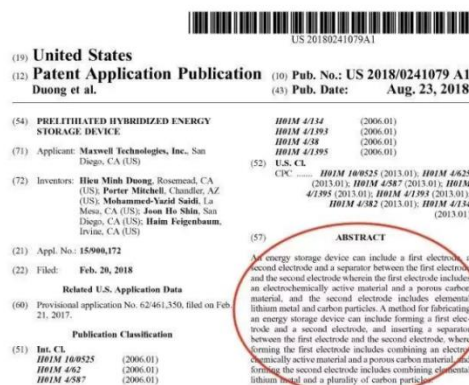 US 20180241079A1
(19) United States
(12) Patent Application Publication
Duong et al.
(10) Pub. No.: US 2018/0241079 A1
(43) Pub. Date: Aug. 23, 2018
(54) PRELITHIATED HYBRIDIZED ENERGY
STORAGE DEVICE
(71) Applicant: Maxwell Technologies, Inc., San
Diego, CA (US)
(72) Inventors: Hieu Minh Duong, Rosemead, CA
(US); Porter Mitchell, Chandler, AZ
(US); Mohammed-Yazid Saidi, La
Mesa, CA (US); Joon Ho Shin, San
Diego, CA (US); Haim Feigenbaum,
Irvine, CA (US)
(21) Appl. No.: 15/900,172
(22) Filed: Feb. 20, 2018
Related U.S. Application Data
(60) Provisional application No. 62/461,350, filed on Feb.
21, 2017.
Publication Classification
(51) Int. Cl.
H01M 10/0525 (2006.01)
H01M 4/62 (2006.01)
H01M 4/587 (2006.01)
H01M 4/134 (2006.01)
H01M 4/1393 (2006.01)
H01M 4/38 (2006.01)
H01M 4/1395 (2006.01)
(52) U.S. Cl.
CPC ...... H01M 10/0525 (2013.01); H01M 4/625
(2013.01); H01M 4/587 (2013.01); H01M
4/1395 (2013.01); H01M 4/1393 (2013.01);
H01M 4/382 (2013.01); H01M 4/134
(2013.01)
(57) ABSTRACT
An energy storage device can include a first electrode, a
second electrode and a separator between the first electrode
and the second electrode wherein the first electrode includes
an electrochemically active material and a porous carbon
material, and the second electrode includes elemental
lithium metal and carbon particles. A method for fabricating
an energy storage device can include forming a first elec-
trode and a second electrode, and inserting a separator
between the first electrode and the second electrode, where
forming the first electrode includes combining an electro-
chemically active material and a porous carbon material, and
forming the second electrode includes combining elemental
lithium metal and a plurality of carbon particles.